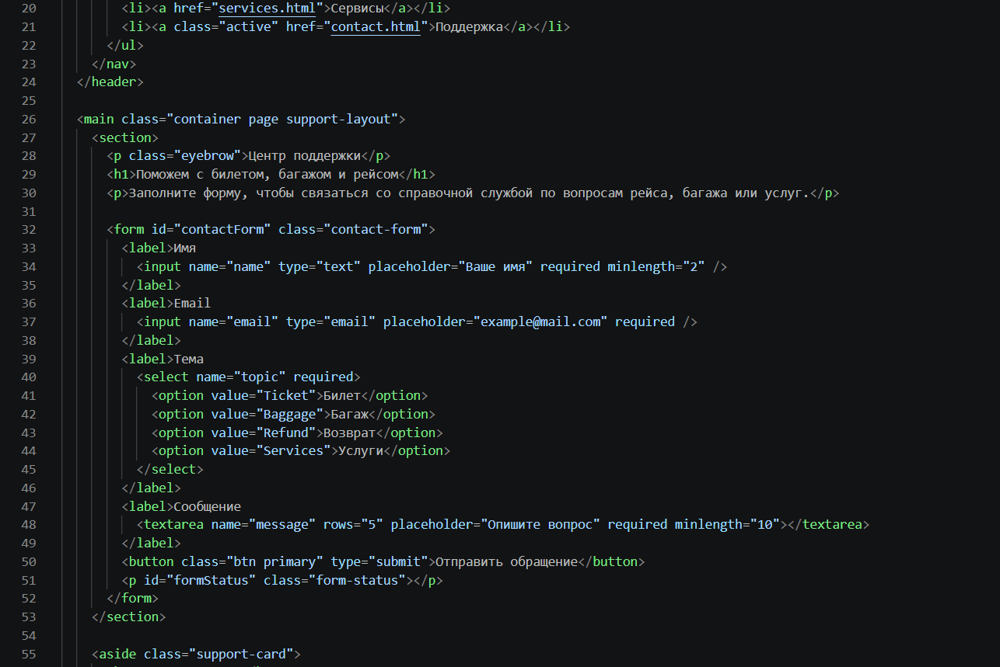 20 <li><a href="services.html">Сервисы</a></li>
21 <li><a class="active" href="contact.html">Поддержка</a></li>
22 </ul>
23 </nav>
24 </header>
25
26 <main class="container page support-layout">
27 <section>
28 <p class="eyebrow">Центр поддержки</p>
29 <h1>Поможем с билетом, багажом и рейсом</h1>
30 <p>Заполните форму, чтобы связаться со справочной службой по вопросам рейса, багажа или услуг.</p>
31
32 <form id="contactForm" class="contact-form">
33 <label>Имя
34 <input name="name" type="text" placeholder="Ваше имя" required minlength="2" />
35 </label>
36 <label>Email
37 <input name="email" type="email" placeholder="example@mail.com" required />
38 </label>
39 <label>Тема
40 <select name="topic" required>
41 <option value="Ticket">Билет</option>
42 <option value="Baggage">Багаж</option>
43 <option value="Refund">Возврат</option>
44 <option value="Services">Услуги</option>
45 </select>
46 </label>
47 <label>Сообщение
48 <textarea name="message" rows="5" placeholder="Опишите вопрос" required minlength="10"></textarea>
49 </label>
50 <button class="btn primary" type="submit">Отправить обращение</button>
51 <p id="formStatus" class="form-status"></p>
52 </form>
53 </section>
54
55 <aside class="support-card">